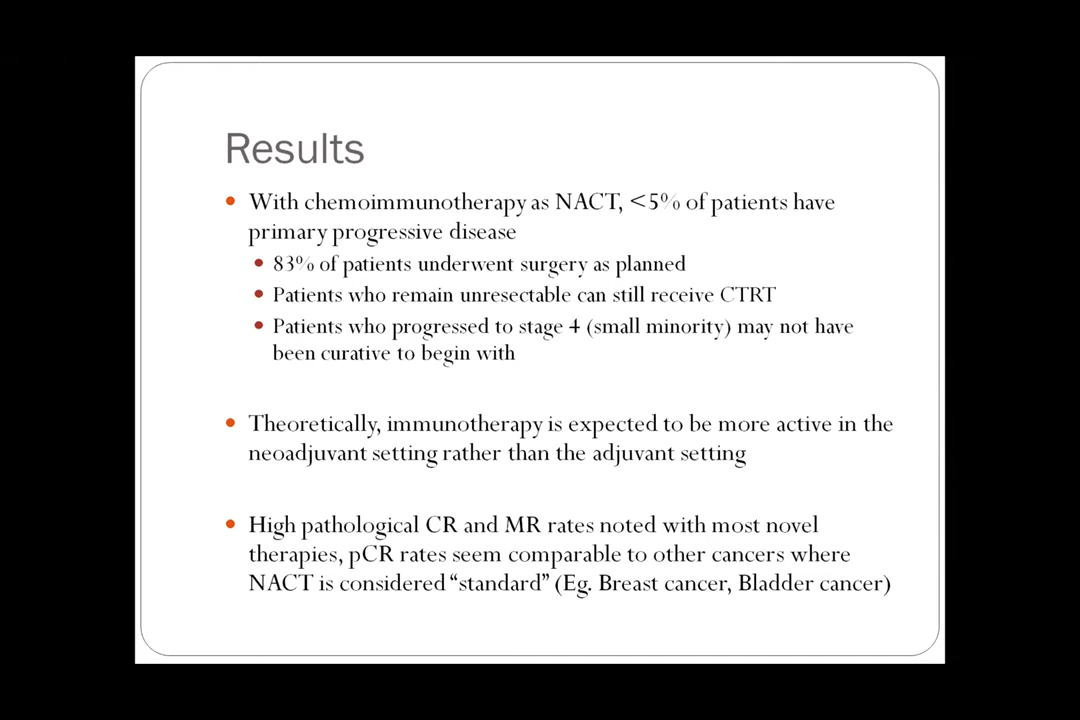 Results
• With chemoimmunotherapy as NACT, <5% of patients have
primary progressive disease
• 83% of patients underwent surgery as planned
• Patients who remain unresectable can still receive CTRT
• Patients who progressed to stage 4 (small minority) may not have
been curative to begin with
• Theoretically, immunotherapy is expected to be more active in the
neoadjuvant setting rather than the adjuvant setting
• High pathological CR and MR rates noted with most novel
therapies, pCR rates seem comparable to other cancers where
NACT is considered “standard” (Eg. Breast cancer, Bladder cancer)